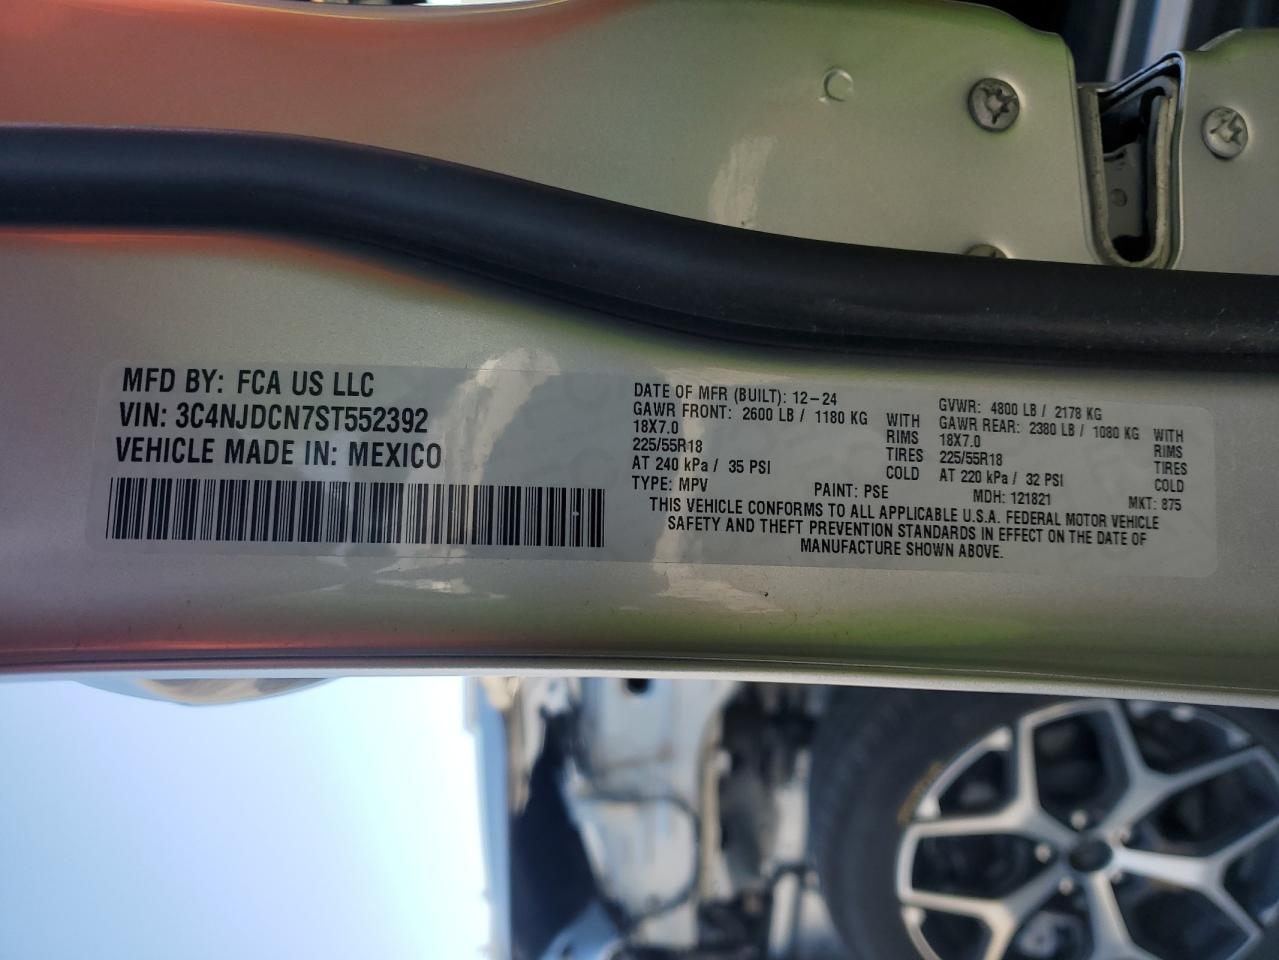 MFD BY: FCA US LLC
VIN: 3C4NJDCN7ST552392
VEHICLE MADE IN: MEXICO
DATE OF MFR (BUILT): 12-24 GVWR: 4800 LB / 2178 KG
GAWR FRONT: 2600 LB / 1180 KG WITH GAWR REAR: 2380 LB / 1080 KG WITH
18X7.0 RIMS 18X7.0 RIMS
225/55R18 TIRES 225/55R18 TIRES
AT 240 kPa / 35 PSI COLD AT 220 kPa / 32 PSI COLD
TYPE: MPV PAINT: PSE MDH: 121821 MKT: 875
THIS VEHICLE CONFORMS TO ALL APPLICABLE U.S.A. FEDERAL MOTOR VEHICLE
SAFETY AND THEFT PREVENTION STANDARDS IN EFFECT ON THE DATE OF
MANUFACTURE SHOWN ABOVE.